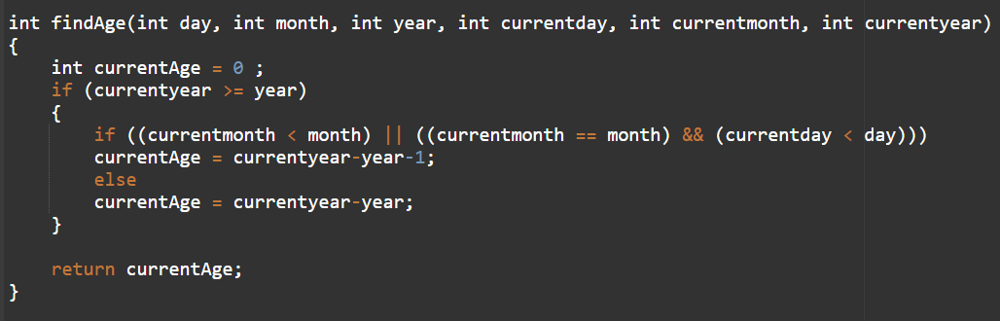 int findAge(int day, int month, int year, int currentday, int currentmonth, int currentyear)
{
    int currentAge = 0 ;
    if (currentyear >= year)
    {
        if ((currentmonth < month) || ((currentmonth == month) && (currentday < day)))
        currentAge = currentyear-year-1;
        else
        currentAge = currentyear-year;
    }

    return currentAge;
}